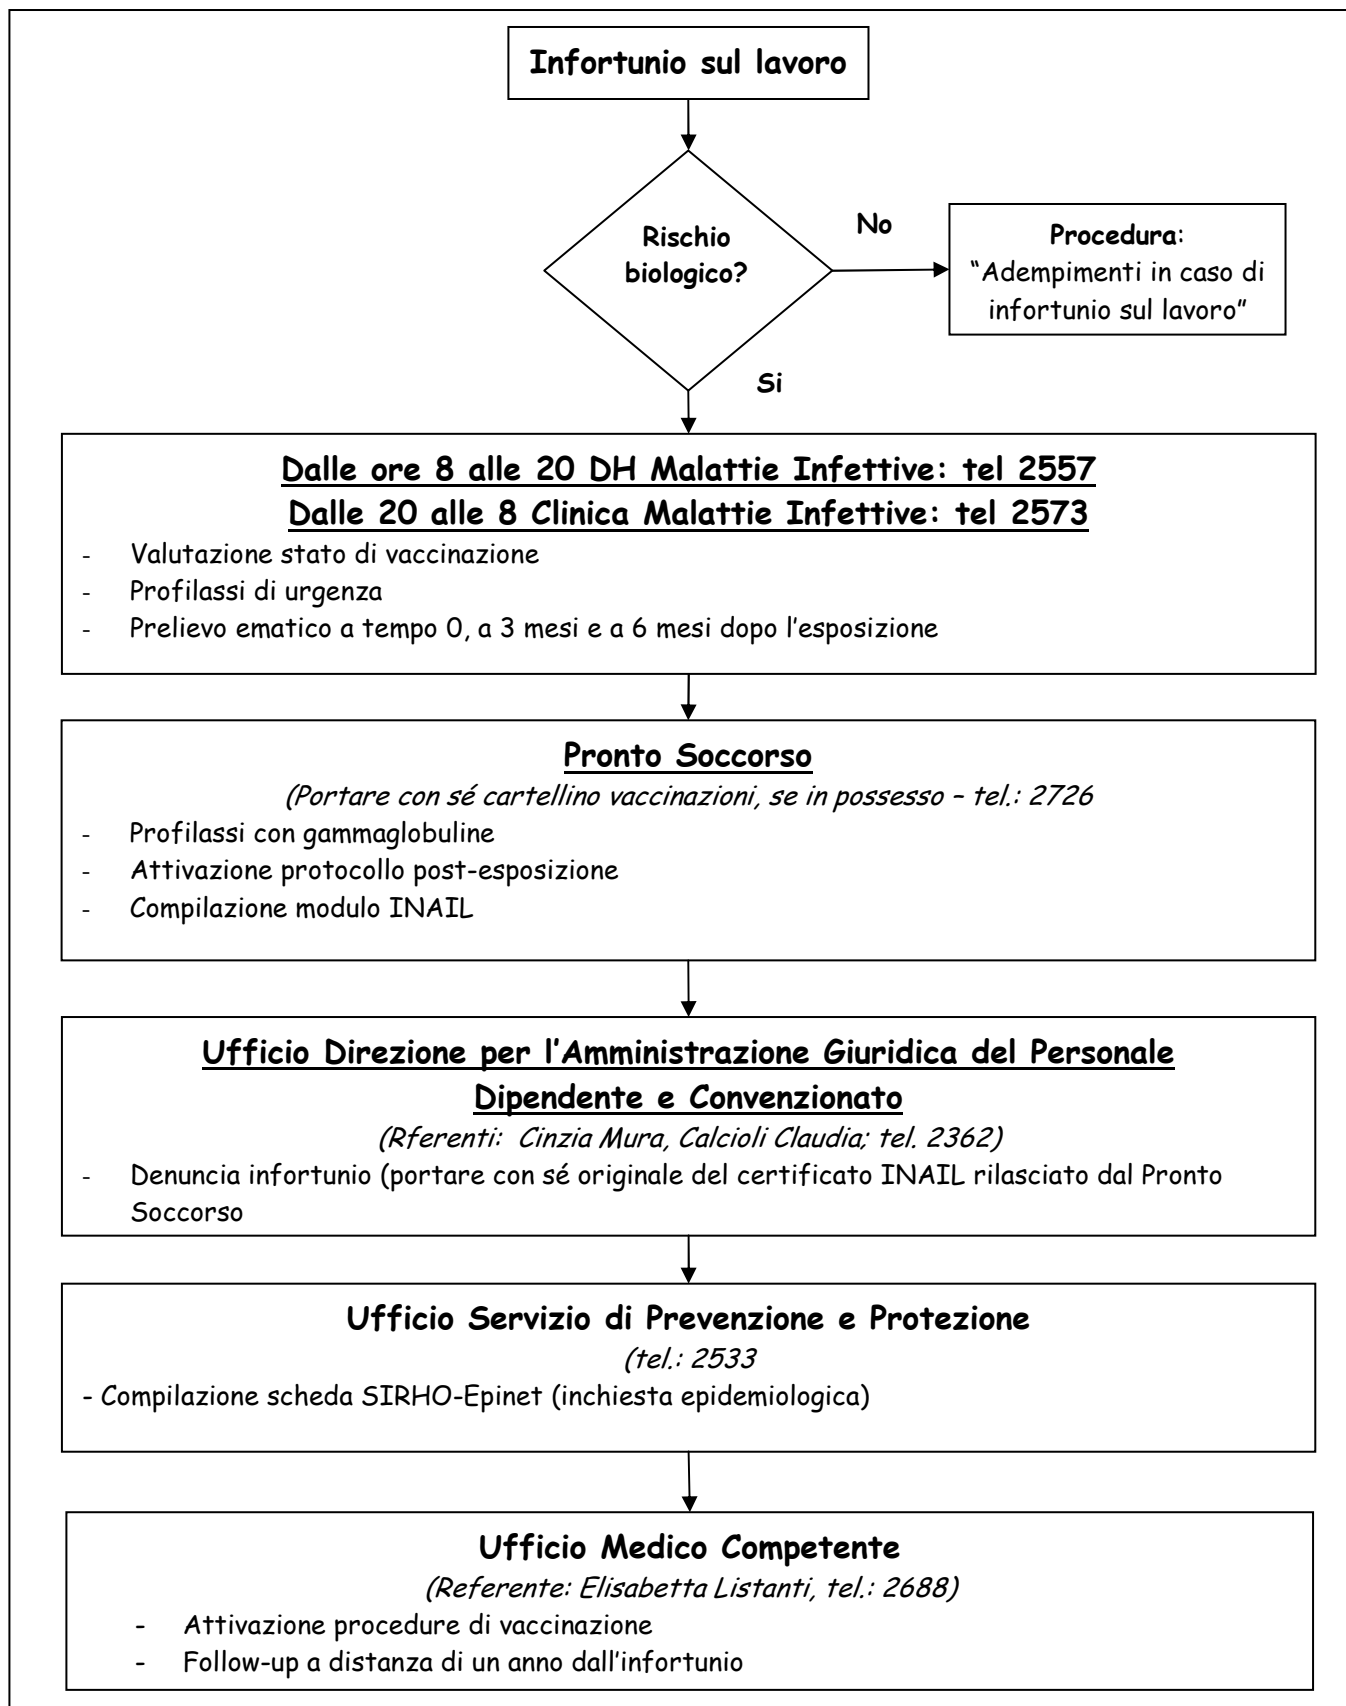 Infortunio sul lavoro
Rischio
biologico?
No
Procedura:
“Adempimenti in caso di
infortunio sul lavoro”
Si
Dalle ore 8 alle 20 DH Malattie Infettive: tel 2557
Dalle 20 alle 8 Clinica Malattie Infettive: tel 2573
- Valutazione stato di vaccinazione
- Profilassi di urgenza
- Prelievo ematico a tempo 0, a 3 mesi e a 6 mesi dopo l’esposizione
Pronto Soccorso
(Portare con sé cartellino vaccinazioni, se in possesso – tel.: 2726
- Profilassi con gammaglobuline
- Attivazione protocollo post-esposizione
- Compilazione modulo INAIL
Ufficio Direzione per l’Amministrazione Giuridica del Personale
Dipendente e Convenzionato
(Rferenti: Cinzia Mura, Calcioli Claudia; tel. 2362)
- Denuncia infortunio (portare con sé originale del certificato INAIL rilasciato dal Pronto
Soccorso
Ufficio Servizio di Prevenzione e Protezione
(tel.: 2533
- Compilazione scheda SIRHO-Epinet (inchiesta epidemiologica)
Ufficio Medico Competente
(Referente: Elisabetta Listanti, tel.: 2688)
- Attivazione procedure di vaccinazione
- Follow-up a distanza di un anno dall’infortunio